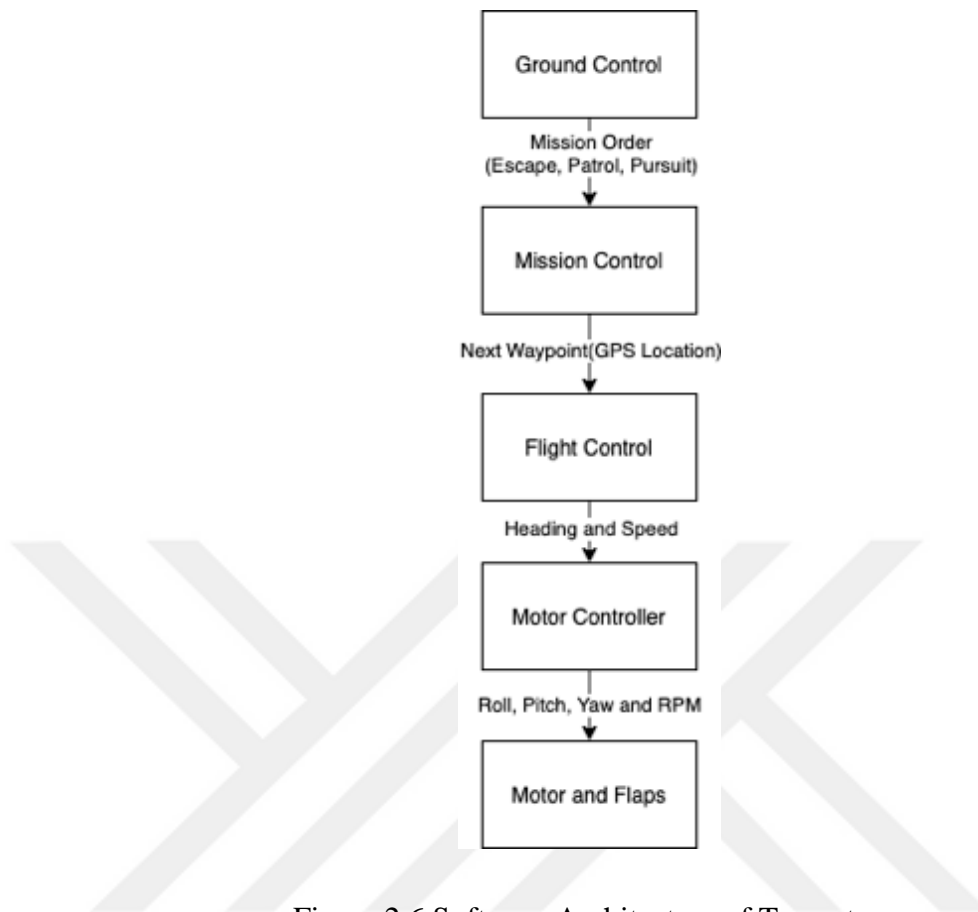 Ground Control
Mission Order
(Escape, Patrol, Pursuit)
Mission Control
Next Waypoint(GPS Location)
Flight Control
Heading and Speed
Motor Controller
Roll, Pitch, Yaw and RPM
Motor and Flaps
Figure 2.6 Software Architecture of